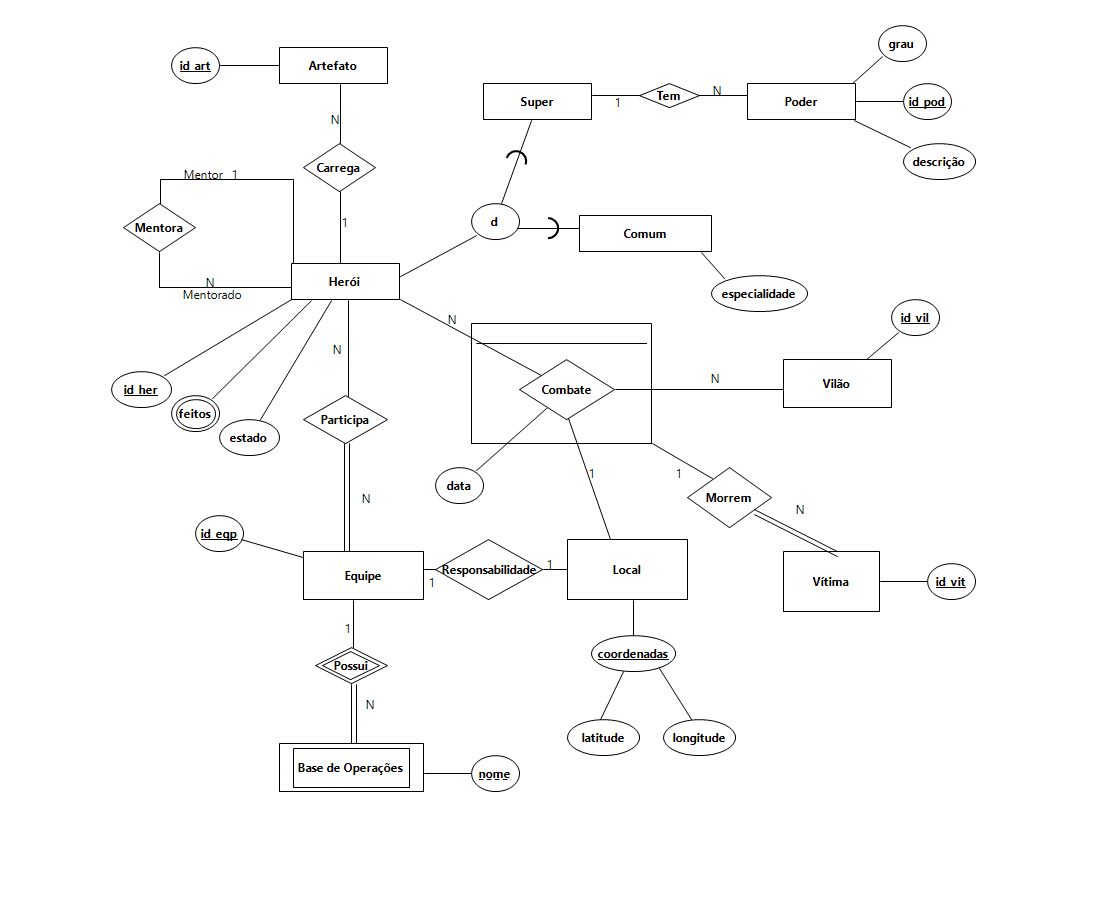 grau
id_art
Artefato
Super
1
Tem
N
Poder
id_pod
N
descrição
Carrega
Mentor 1
1
d
Mentora
Comum
Herói
N
Mentorado
especialidade
N
id_vil
N
Combate
N
Vilão
id_her
feitos
Participa
estado
1
1
data
N
Morrem
N
id_eqp
Equipe
1
Responsabilidade
1
Local
Vítima
id_vit
1
coordenadas
Possui
N
latitude
longitude
Base de Operações
nome